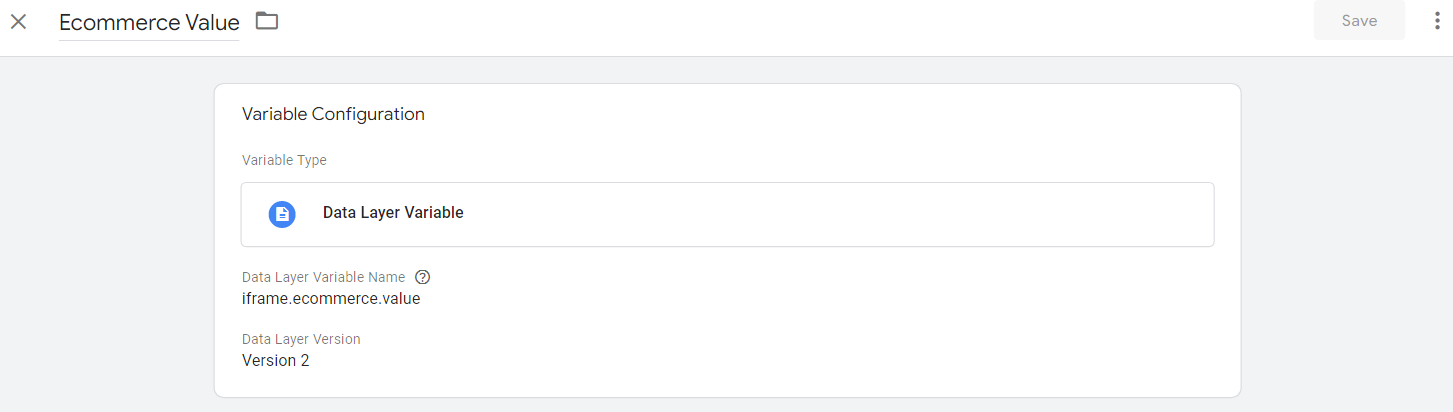 Ecommerce Value
Save
Variable Configuration
Variable Type
Data Layer Variable
Data Layer Variable Name
iframe.ecommerce.value
Data Layer Version
Version 2